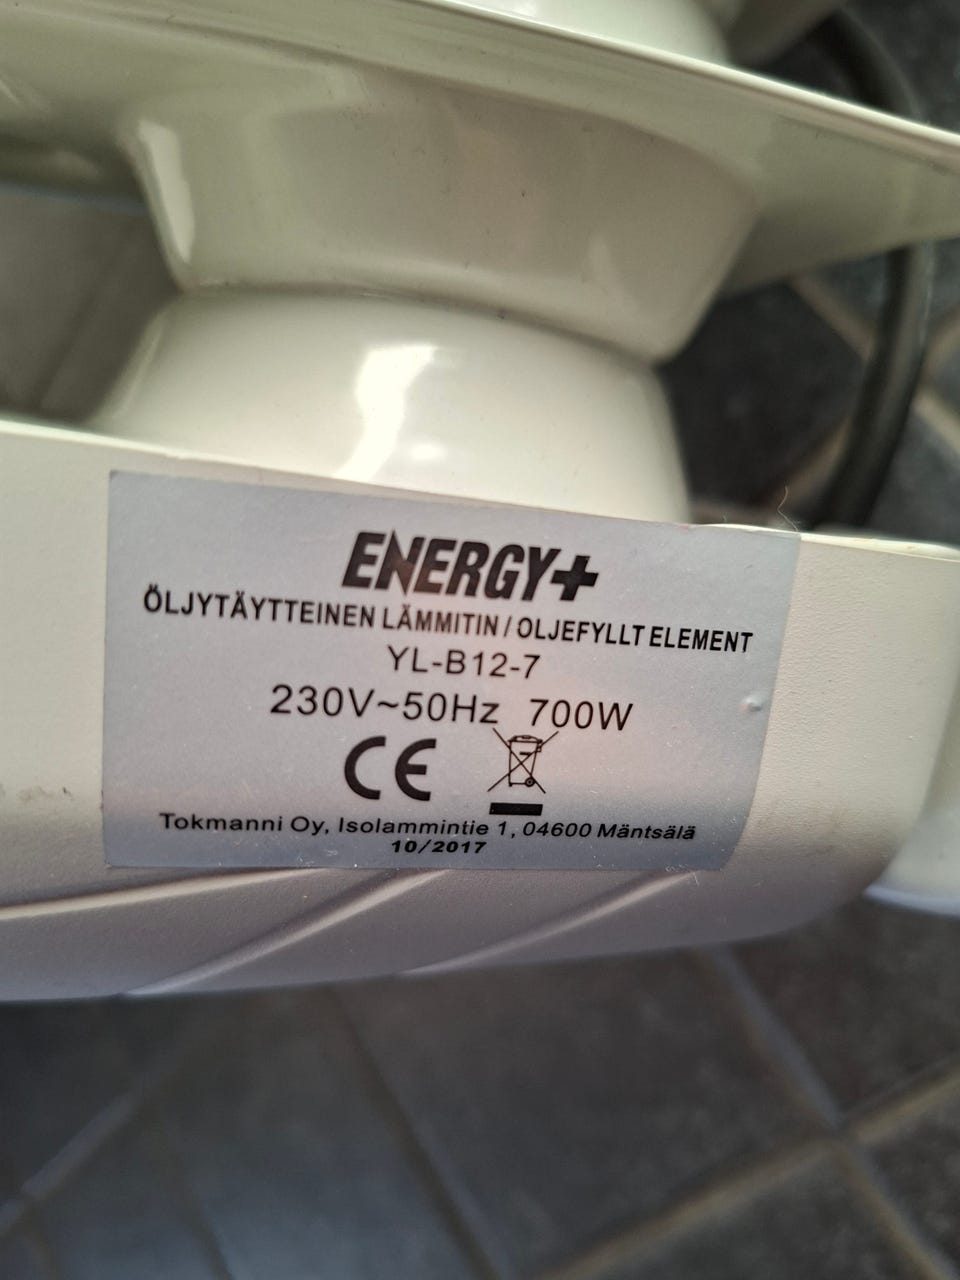 ENERGY+
ÖLJYTÄYTTEINEN LÄMMITIN / OLJEFYLLT ELEMENT
YL-B12-7
230V~50Hz 700W
CE
Tokmanni Oy, Isolammintie 1, 04600 Mäntsälä
10/2017